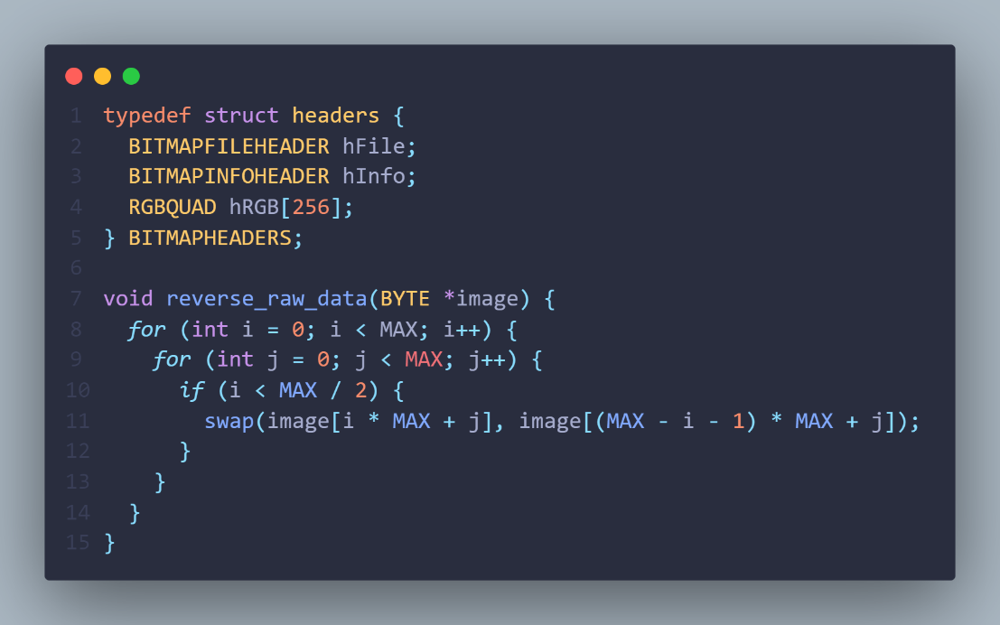 1 typedef struct headers {
2   BITMAPFILEHEADER hFile;
3   BITMAPINFOHEADER hInfo;
4   RGBQUAD hRGB[256];
5 } BITMAPHEADERS;
6
7 void reverse_raw_data(BYTE *image) {
8   for (int i = 0; i < MAX; i++) {
9     for (int j = 0; j < MAX; j++) {
10       if (i < MAX / 2) {
11         swap(image[i * MAX + j], image[(MAX - i - 1) * MAX + j]);
12       }
13     }
14   }
15 }